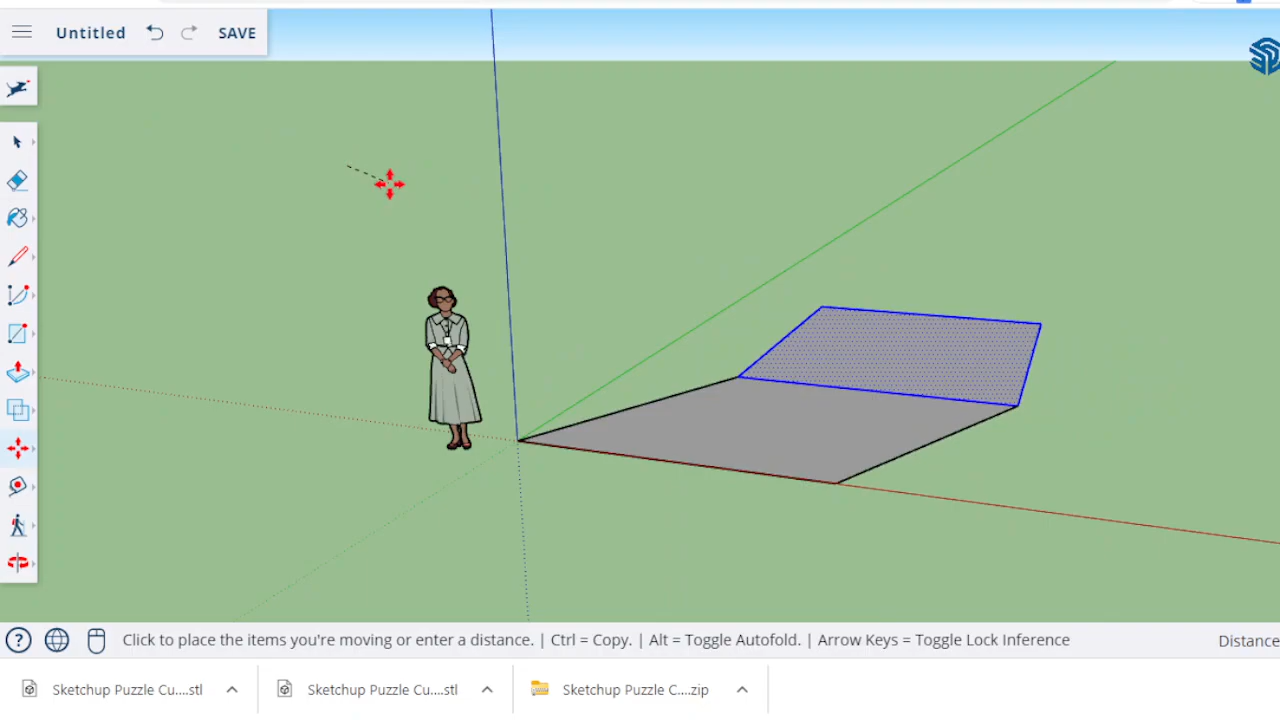 Untitled SAVE
? Click to place the items you're moving or enter a distance. | Ctrl = Copy. | Alt = Toggle Autofold. | Arrow Keys = Toggle Lock Inference Distance
Sketchup Puzzle Cu....stl Sketchup Puzzle Cu....stl Sketchup Puzzle C....zip